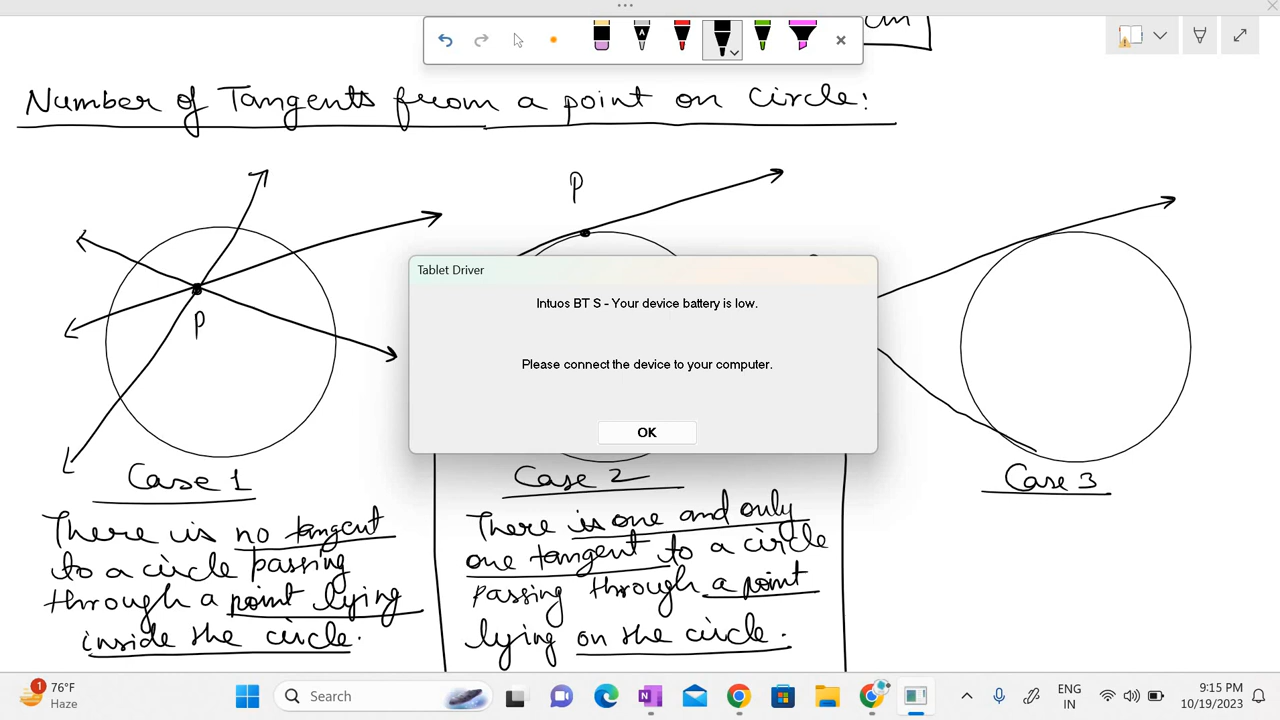 cm
Number of Tangents from a point on circle:
P
P
Tablet Driver
Intuos BT S - Your device battery is low.
Please connect the device to your computer.
OK
Case 1
Case 2
Case 3
There is no tangent
to a circle passing
through a point lying
inside the circle.
There is one and only
one tangent to a circle
passing through a point
lying on the circle.
1
76°F
Haze
Search
ENG
IN
9:15 PM
10/19/2023